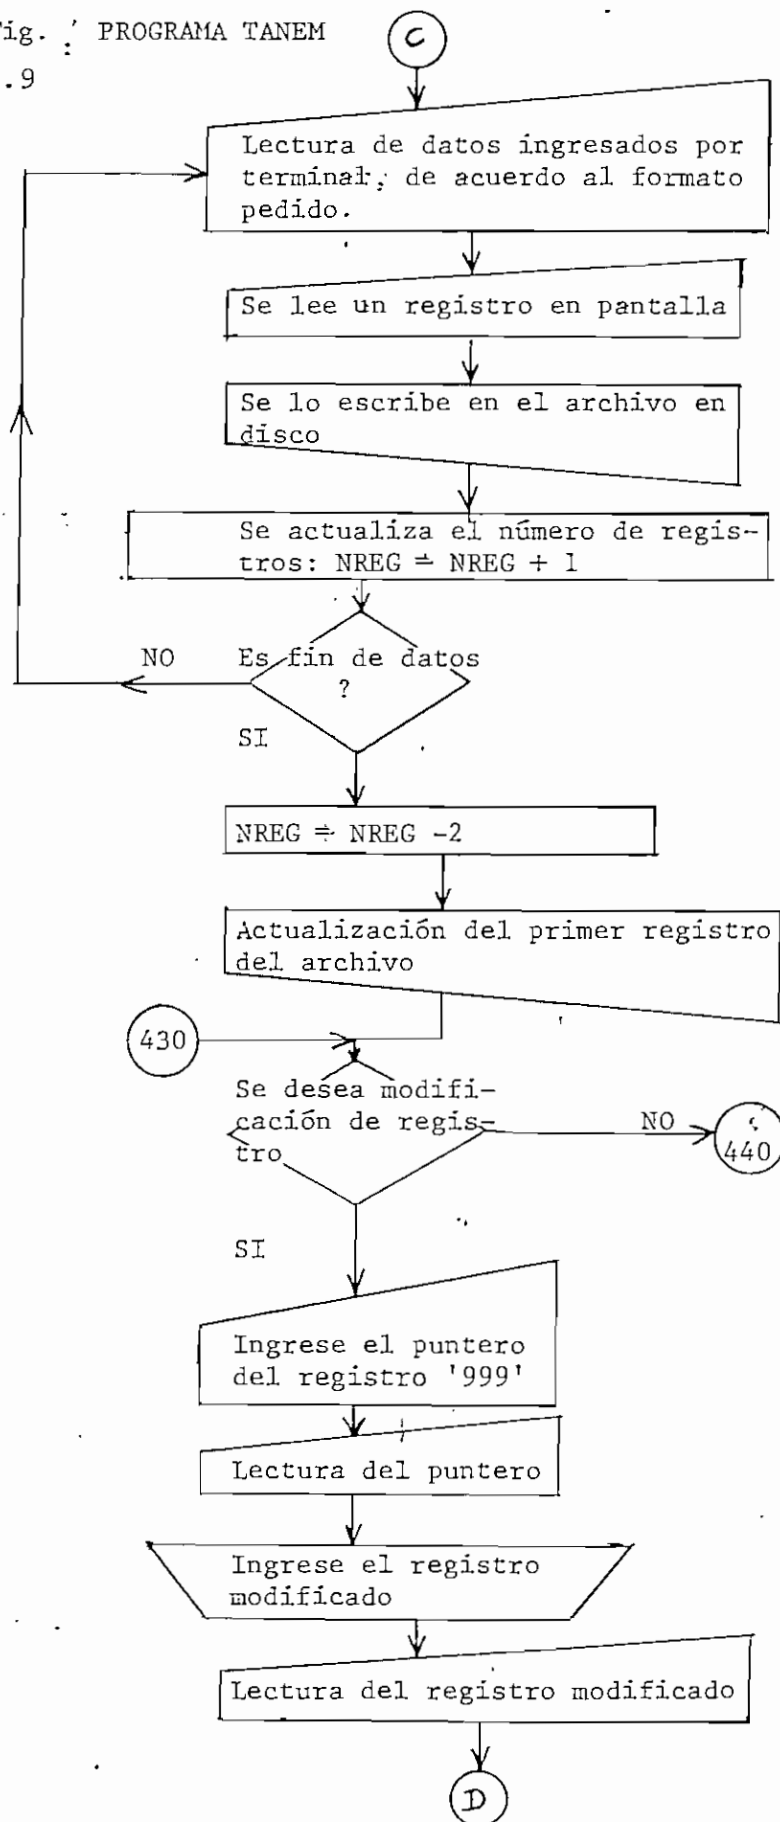 Fig. : PROGRAMA TANEM
.9
C
Lectura de datos ingresados por
terminal, de acuerdo al formato
pedido.
Se lee un registro en pantalla
Se lo escribe en el archivo en
disco
Se actualiza el número de regis-
tros: NREG = NREG + 1
NO Es fin de datos
?
SI
NREG = NREG -2
Actualización del primer registro
del archivo
430
Se desea modifi-
cación de regis-
tro
NO
440
SI
Ingrese el puntero
del registro '999'
Lectura del puntero
Ingrese el registro
modificado
Lectura del registro modificado
D